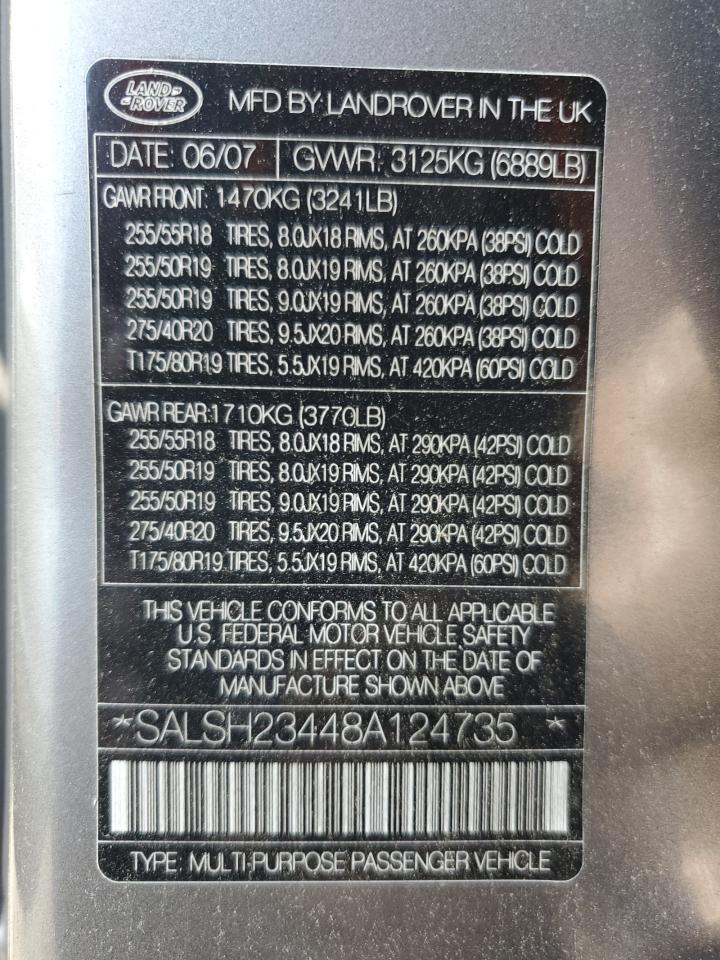 LAND-
-ROVER
MFD BY LANDROVER IN THE UK
DATE: 06/07 GVWR: 3125KG (6889LB)
GAWR FRONT: 1470KG (3241LB)
255/55R18 TIRES, 8.0JX18 RIMS, AT 260KPA (38PSI) COLD
255/50R19 TIRES, 8.0JX19 RIMS, AT 260KPA (38PSI) COLD
255/50R19 TIRES, 9.0JX19 RIMS, AT 260KPA (38PSI) COLD
275/40R20 TIRES, 9.5JX20 RIMS, AT 260KPA (38PSI) COLD
T175/80R19 TIRES, 5.5JX19 RIMS, AT 420KPA (60PSI) COLD
GAWR REAR: 1710KG (3770LB)
255/55R18 TIRES, 8.0JX18 RIMS, AT 290KPA (42PSI) COLD
255/50R19 TIRES, 8.0JX19 RIMS, AT 290KPA (42PSI) COLD
255/50R19 TIRES, 9.0JX19 RIMS, AT 290KPA (42PSI) COLD
275/40R20 TIRES, 9.5JX20 RIMS, AT 290KPA (42PSI) COLD
T175/80R19 TIRES, 5.5JX19 RIMS, AT 420KPA (60PSI) COLD
THIS VEHICLE CONFORMS TO ALL APPLICABLE
U.S. FEDERAL MOTOR VEHICLE SAFETY
STANDARDS IN EFFECT ON THE DATE OF
MANUFACTURE SHOWN ABOVE
*SALSH23448A124735 *
TYPE: MULTI-PURPOSE PASSENGER VEHICLE